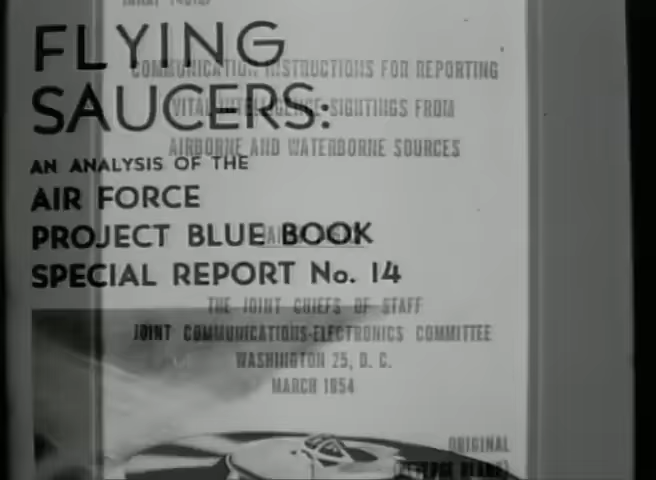 FLYING
COMMUNICATION INSTRUCTIONS FOR REPORTING
SAUCERS:
VITAL INTELLIGENCE SIGHTINGS FROM
AIRBORNE AND WATERBORNE SOURCES
AN ANALYSIS OF THE
AIR FORCE
PROJECT BLUE BOOK
SPECIAL REPORT No. 14
THE JOINT CHIEFS OF STAFF
JOINT COMMUNICATIONS-ELECTRONICS COMMITTEE
WASHINGTON 25, D. C.
MARCH 1954
ORIGINAL